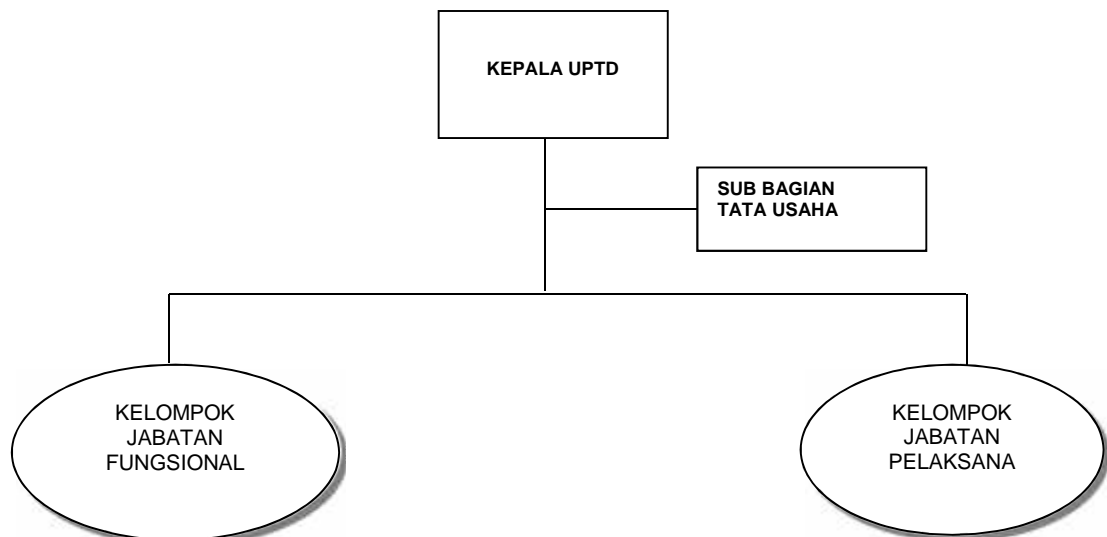 KEPALA UPTD
SUB BAGIAN
TATA USAHA
KELOMPOK
JABATAN
FUNGSIONAL
KELOMPOK
JABATAN
PELAKSANA